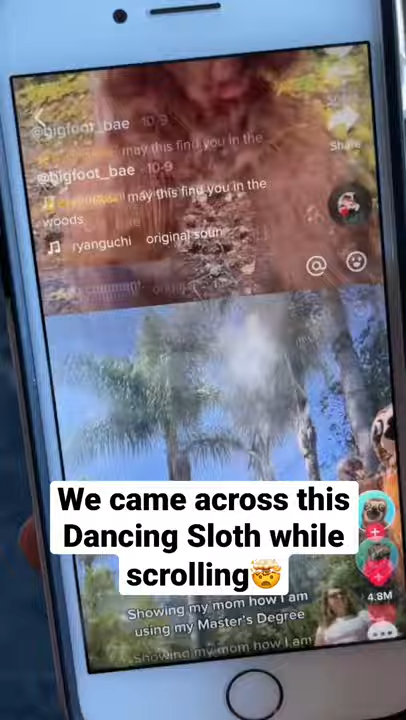 @bigfoot_bae · 10-9
may this find you in the
@bigfoot_bae · 10-9
may this find you in the
woods
Share
ryanguchi original soun
@
comment
We came across this
Dancing Sloth while
scrolling🤯
4.8M
Showing my mom how I am
using my Master's Degree
Showing my mom how I am